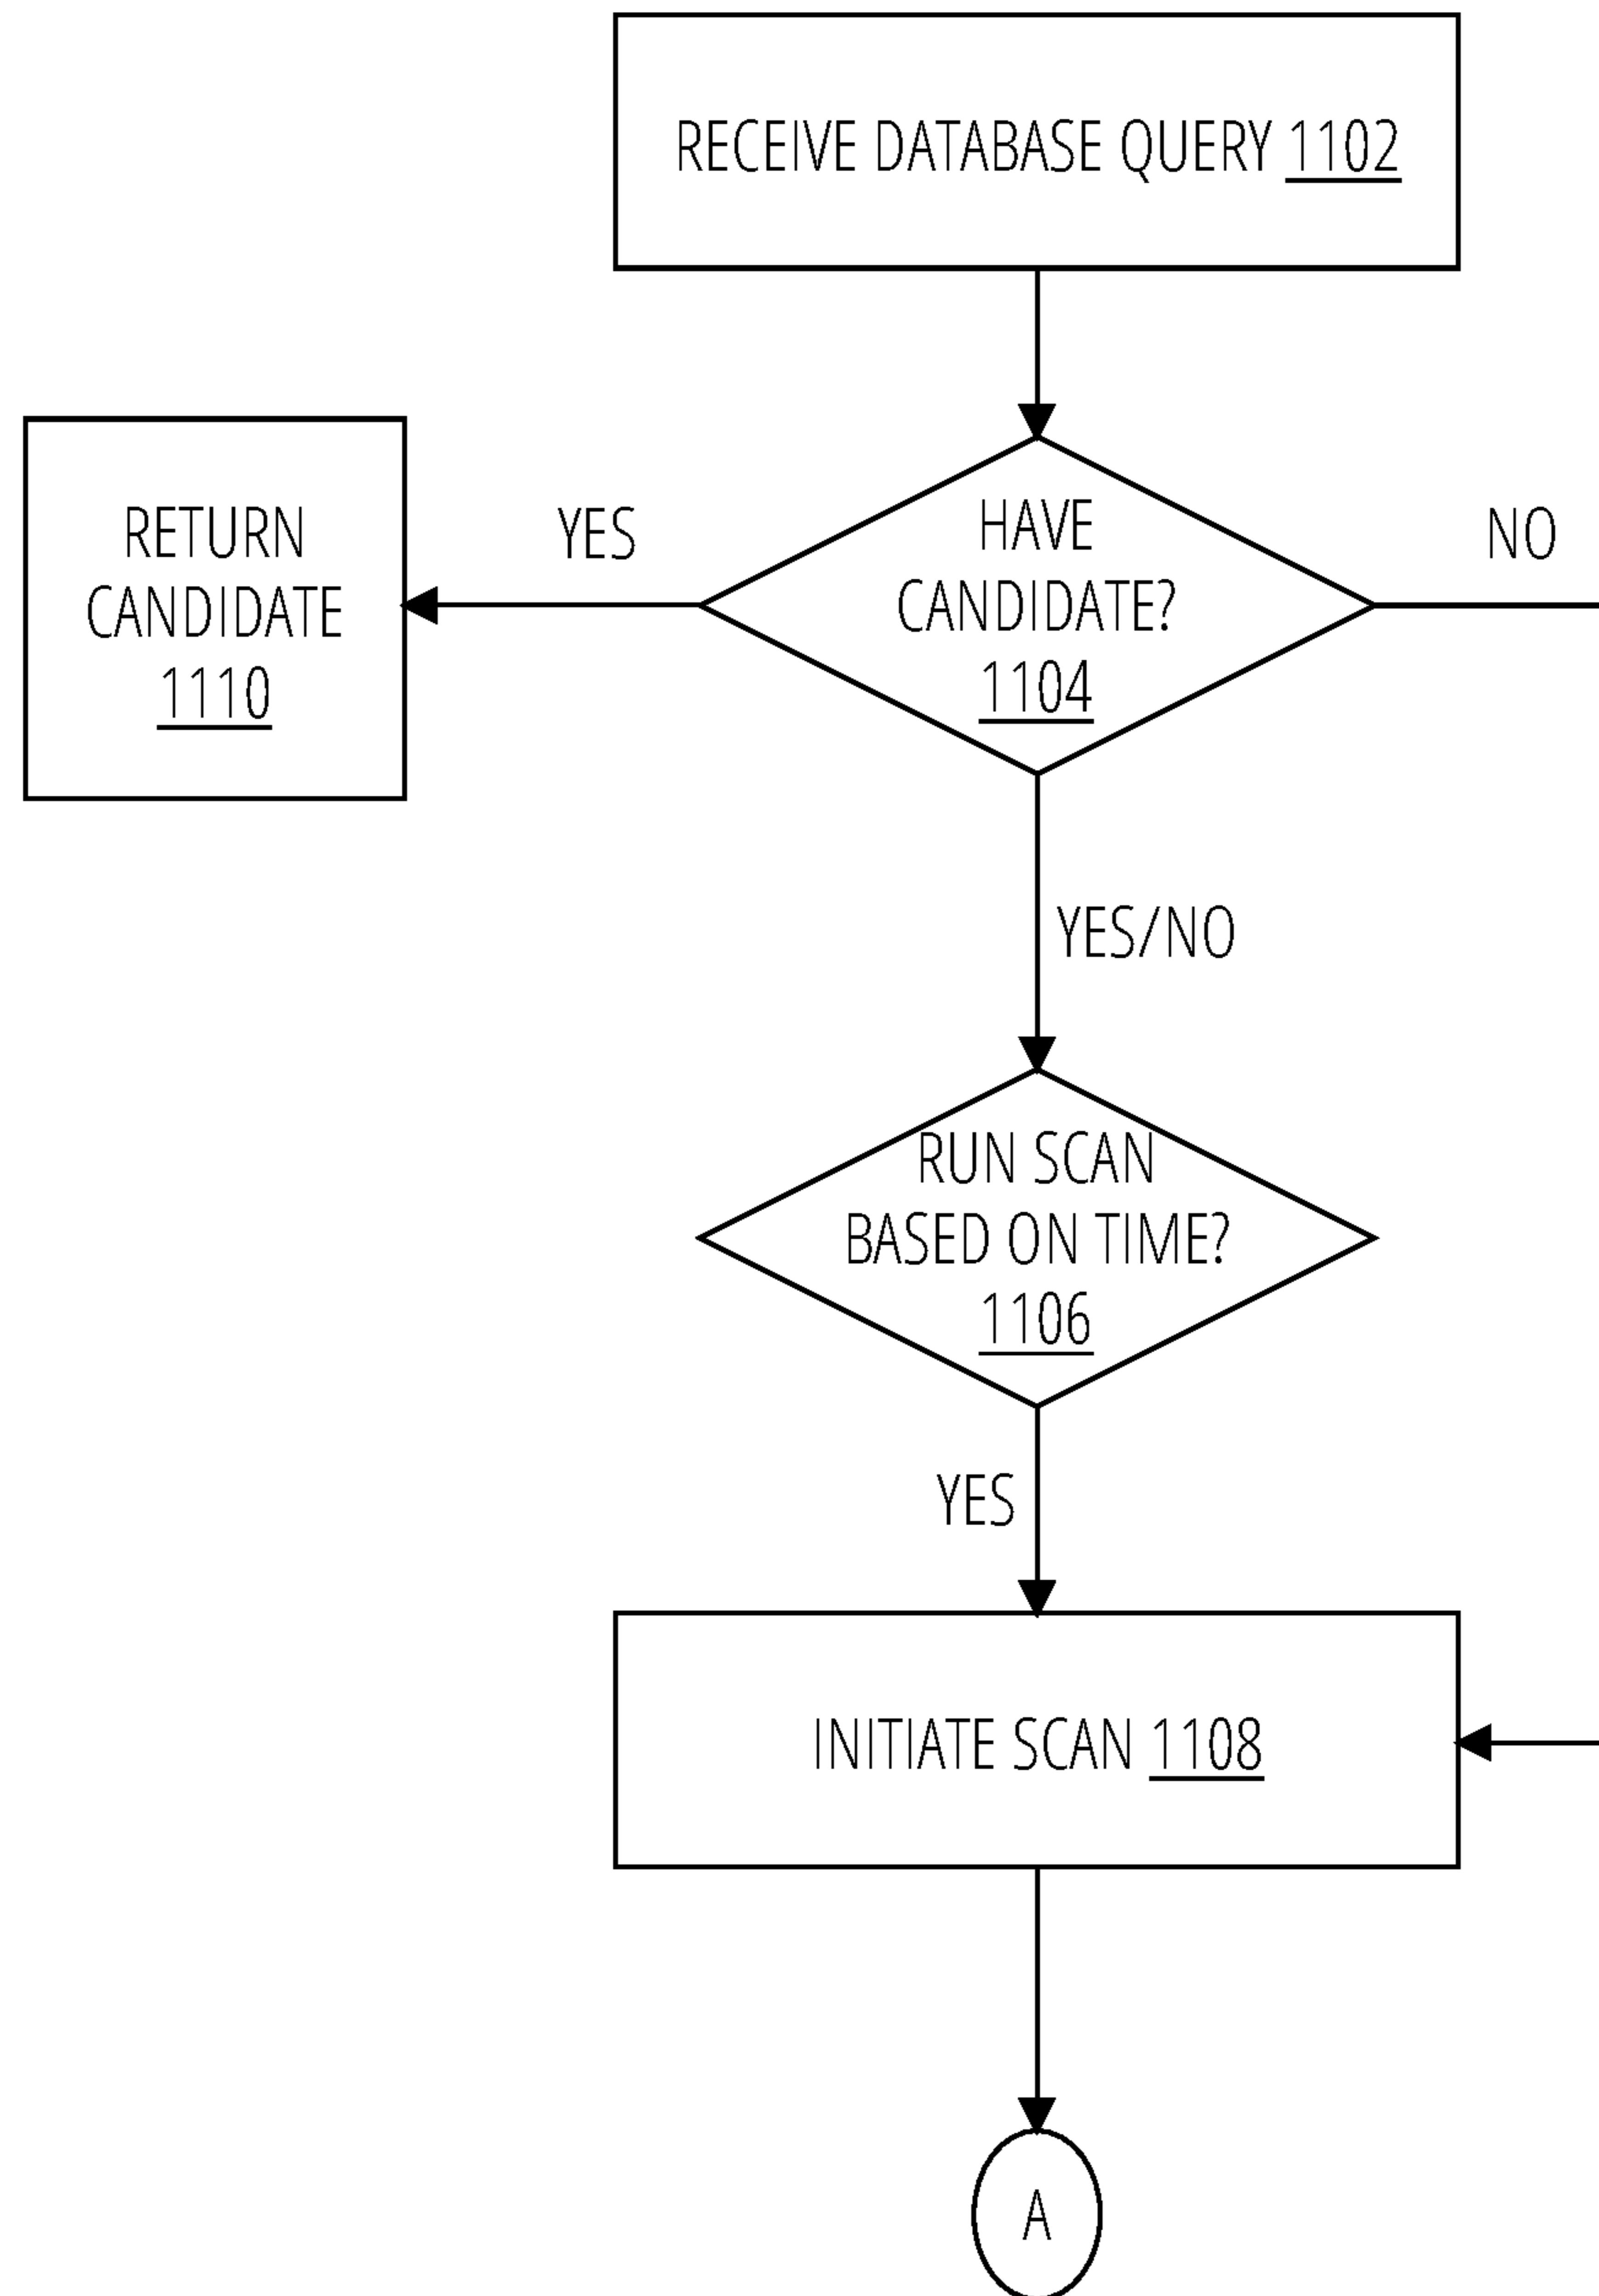 RECEIVE DATABASE QUERY 1102
HAVE
CANDIDATE?
1104
YES
NO
RETURN
CANDIDATE
1110
YES/NO
RUN SCAN
BASED ON TIME?
1106
YES
INITIATE SCAN 1108
A